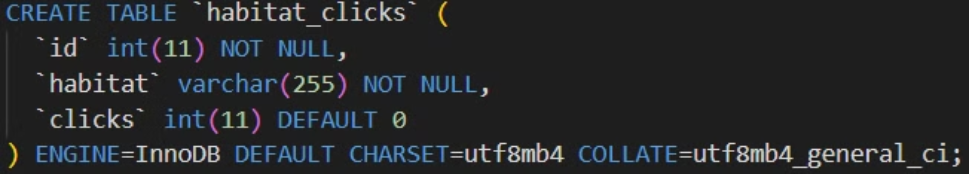 CREATE TABLE `habitat_clicks` (
`id` int(11) NOT NULL,
`habitat` varchar(255) NOT NULL,
`clicks` int(11) DEFAULT 0
) ENGINE=InnoDB DEFAULT CHARSET=utf8mb4 COLLATE=utf8mb4_general_ci;